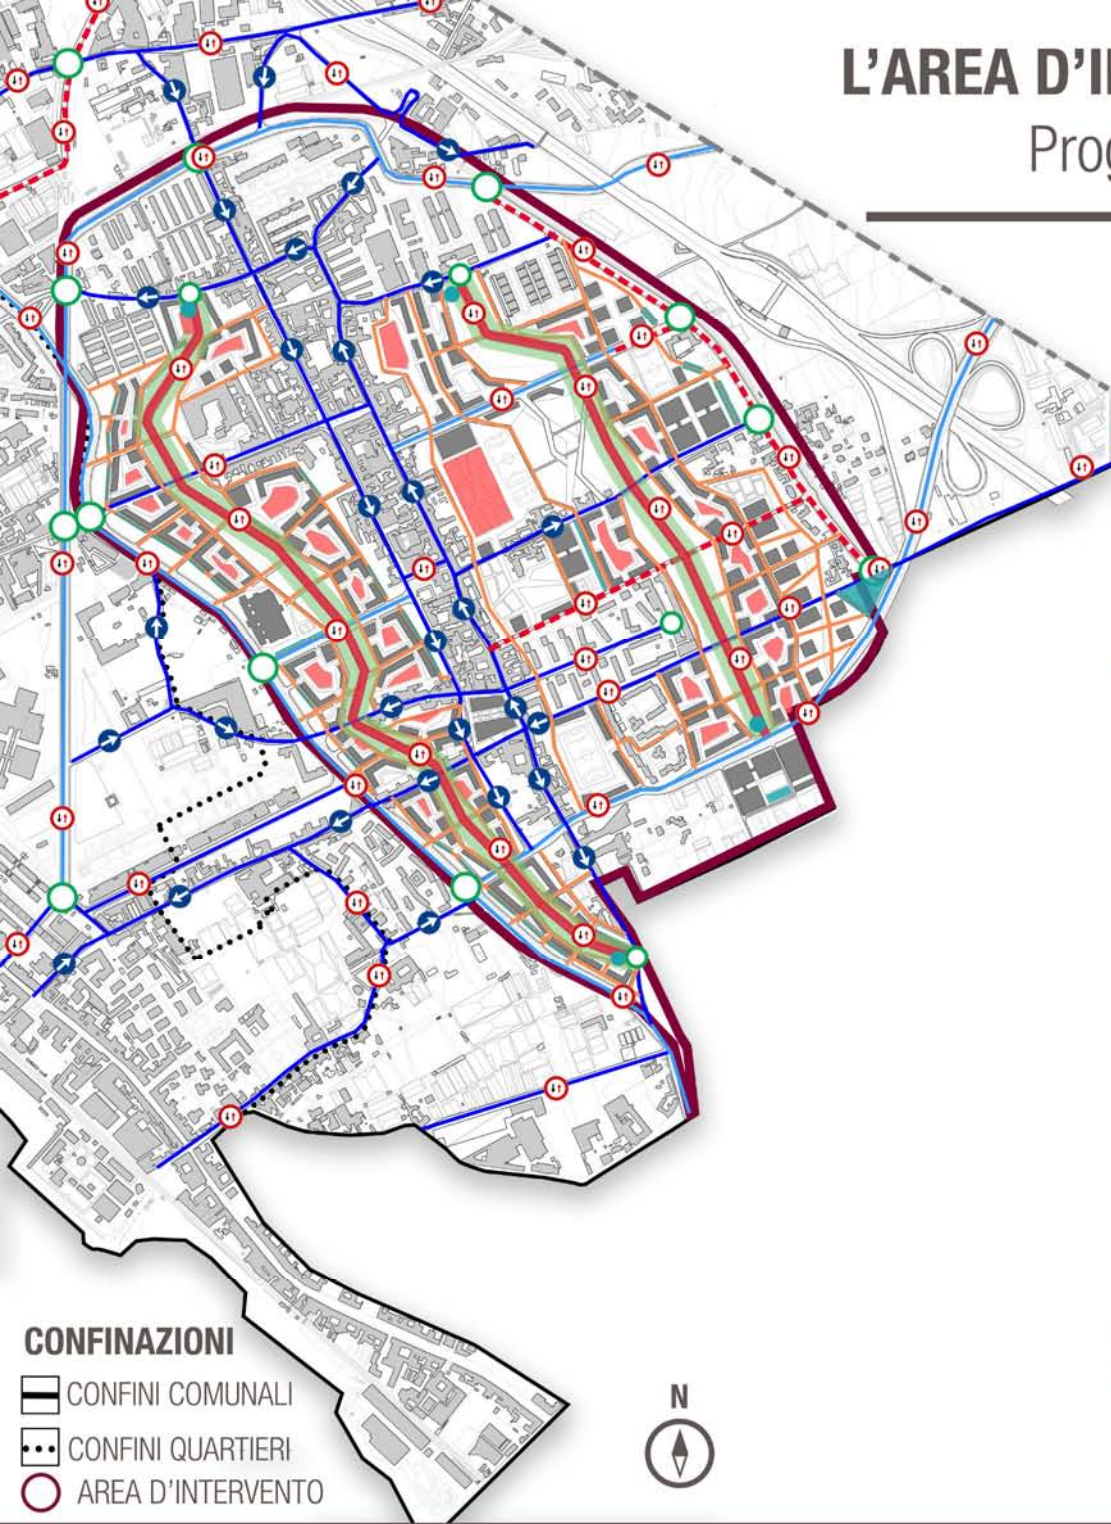 L'AREA D'I
Prog
CONFINAZIONI
CONFINI COMUNALI
CONFINI QUARTIERI
AREA D'INTERVENTO
N